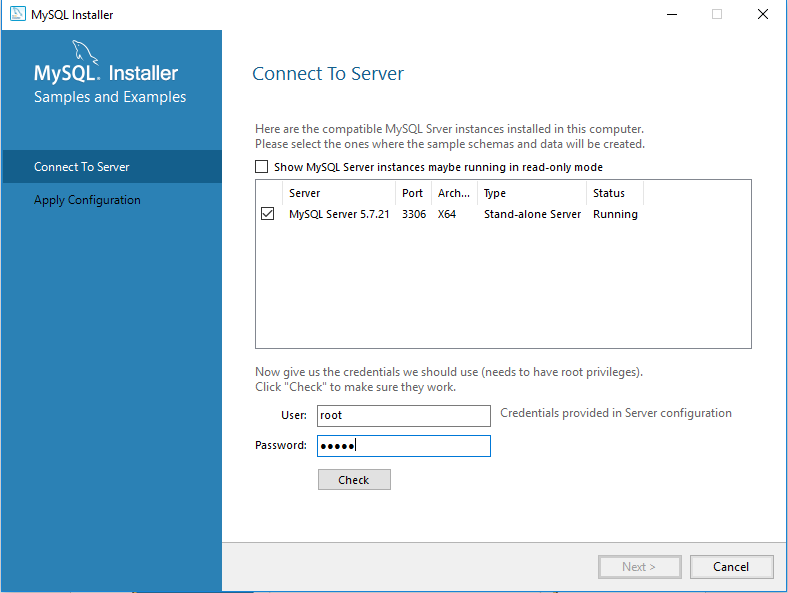 MySQL Installer
MySQL. Installer
Samples and Examples
Connect To Server
Apply Configuration
Connect To Server
Here are the compatible MySQL Srver instances installed in this computer.
Please select the ones where the sample schemas and data will be created.
Show MySQL Server instances maybe running in read-only mode
Server Port Arch... Type Status
MySQL Server 5.7.21 3306 X64 Stand-alone Server Running
Now give us the credentials we should use (needs to have root privileges).
Click "Check" to make sure they work.
User: root Credentials provided in Server configuration
Password: •••••
Check
Next > Cancel